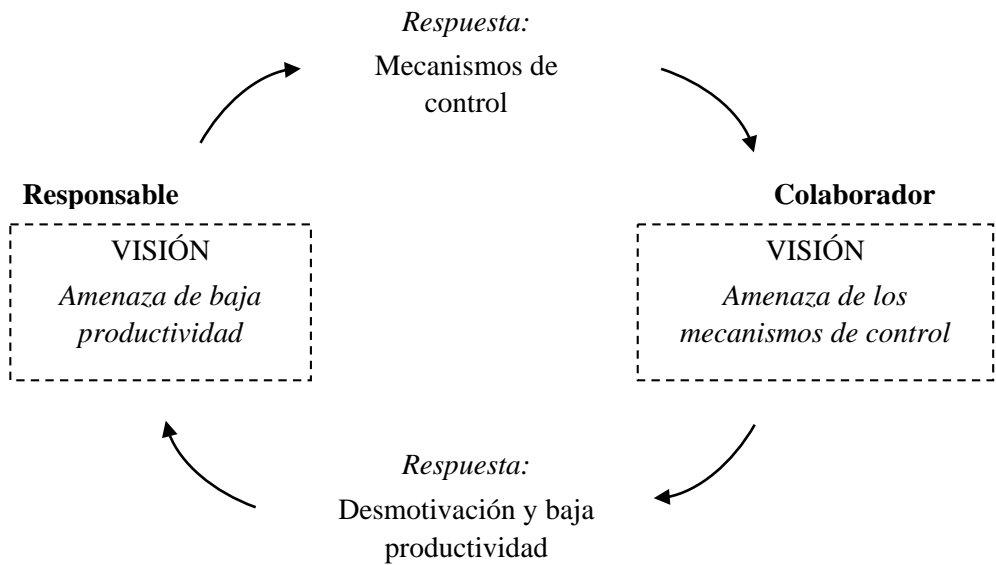 Respuesta:
Mecanismos de
control
Responsable
Colaborador
VISIÓN
Amenaza de baja
productividad
VISIÓN
Amenaza de los
mecanismos de control
Respuesta:
Desmotivación y baja
productividad